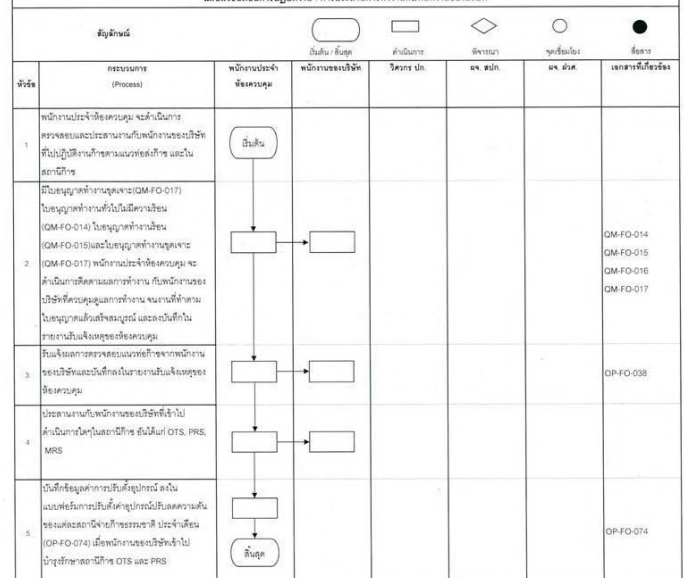 สัญลักษณ์
เริ่มต้น / สิ้นสุด
ดำเนินการ
พิจารณา
จุดเชื่อมโยง
สื่อสาร
หัวข้อ
กระบวนการ
(Process)
พนักงานประจำ
ห้องควบคุม
พนักงานของบริษัท
วิศวกร ปก.
ผจ. สปก.
ผจ. ฝวศ.
เอกสารที่เกี่ยวข้อง
1
พนักงานประจำห้องควบคุม จะดำเนินการ
ตรวจสอบและประสานงานกับพนักงานของบริษัท
ที่ไปปฏิบัติงานก๊าซตามแนวท่อส่งก๊าซ และใน
สถานีก๊าซ
เริ่มต้น
2
มีใบอนุญาตทำงานขุดเจาะ(QM-FO-017)
ใบอนุญาตทำงานทั่วไปไม่มีความร้อน
(QM-FO-014) ใบอนุญาตทำงานร้อน
(QM-FO-015)และใบอนุญาตทำงานขุดเจาะ
(QM-FO-017) พนักงานประจำห้องควบคุม จะ
ดำเนินการติดตามผลการทำงาน กับพนักงานของ
บริษัทที่ควบคุมดูแลการทำงาน จนงานที่ทำตาม
ใบอนุญาตแล้วเสร็จสมบูรณ์ และลงบันทึกใน
รายงานรับแจ้งเหตุของห้องควบคุม
QM-FO-014
QM-FO-015
QM-FO-016
QM-FO-017
3
รับแจ้งผลการตรวจสอบแนวท่อก๊าซจากพนักงาน
ของบริษัทและบันทึกลงในรายงานรับแจ้งเหตุของ
ห้องควบคุม
OP-FO-038
4
ประสานงานกับพนักงานของบริษัทที่เข้าไป
ดำเนินการใดๆในสถานีก๊าซ อันได้แก่ OTS, PRS,
MRS
5
บันทึกข้อมูลค่าการปรับตั้งอุปกรณ์ ลงใน
แบบฟอร์มการปรับตั้งค่าอุปกรณ์ปรับลดความดัน
ของแต่ละสถานีจ่ายก๊าซธรรมชาติ ประจำเดือน
(OP-FO-074) เมื่อพนักงานของบริษัทเข้าไป
บำรุงรักษาสถานีก๊าซ OTS และ PRS
สิ้นสุด
OP-FO-074